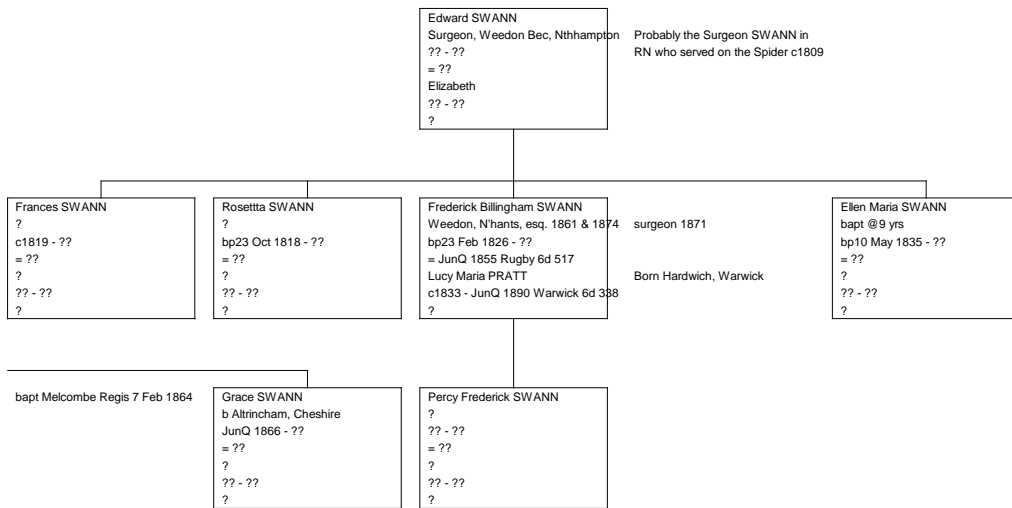 Edward SWANN
Surgeon, Weedon Bec, Nthhampton
?? - ??
= ??
Elizabeth
?? - ??
?
Probably the Surgeon SWANN in
RN who served on the Spider c1809
Frances SWANN
?
c1819 - ??
= ??
?
?? - ??
?
Rosettta SWANN
?
bp23 Oct 1818 - ??
= ??
?
?? - ??
?
Frederick Billingham SWANN
Weedon, N'hants, esq. 1861 & 1874
bp23 Feb 1826 - ??
= JunQ 1855 Rugby 6d 517
Lucy Maria PRATT
c1833 - JunQ 1890 Warwick 6d 338
?
surgeon 1871
Born Hardwich, Warwick
Ellen Maria SWANN
bapt @9 yrs
bp10 May 1835 - ??
= ??
?
?? - ??
?
bapt Melcombe Regis 7 Feb 1864
Grace SWANN
b Altrincham, Cheshire
JunQ 1866 - ??
= ??
?
?? - ??
?
Percy Frederick SWANN
?
?? - ??
= ??
?
?? - ??
?